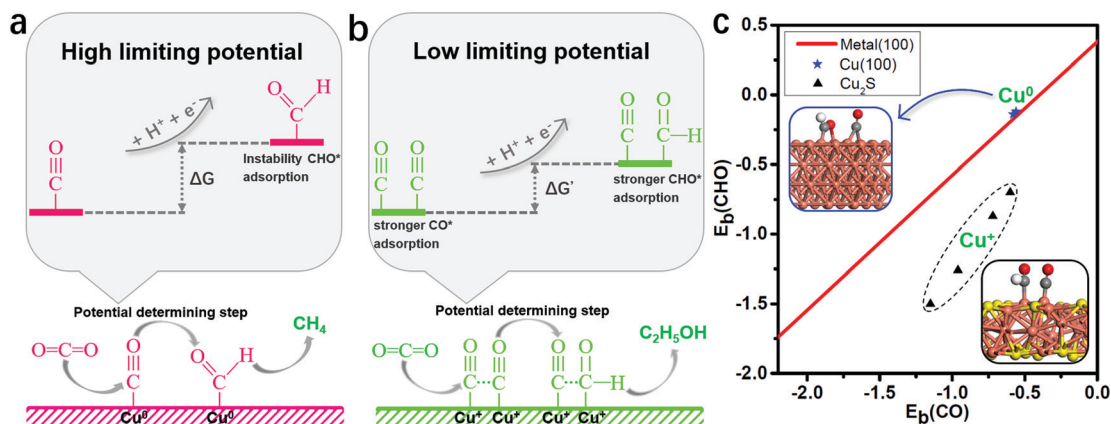 a
High limiting potential
O
C
+ H⁺ + e⁻
O
H
C
Instability CHO*
adsorption
ΔG
Potential determining step
CH₄
O=C=O
O
C
O
H
C
Cu⁰
Cu⁰
b
Low limiting potential
O
C
O
C
+ H⁺ + e⁻
O
C
O
C—H
stronger CHO*
adsorption
ΔG'
stronger CO*
adsorption
Potential determining step
C₂H₅OH
O=C=O
O
C
O
C
O
C
O
C—H
Cu⁺ Cu⁺
Cu⁺ Cu⁺
c
Metal(100)
Cu(100)
Cu₂S
Cu⁰
Cu⁺
E_b(CHO)
0.5
0.0
-0.5
-1.0
-1.5
-2.0
-2.0
-1.5
-1.0
-0.5
0.0
E_b(CO)